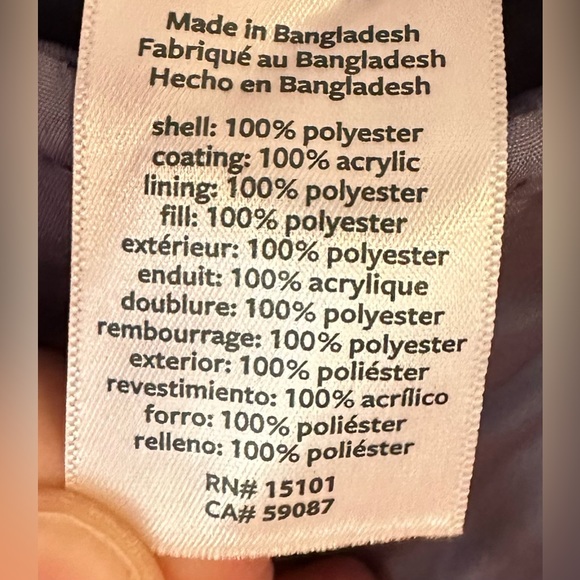 Made in Bangladesh
Fabriqué au Bangladesh
Hecho en Bangladesh
shell: 100% polyester
coating: 100% acrylic
lining: 100% polyester
fill: 100% polyester
extérieur: 100% polyester
enduit: 100% acrylique
doublure: 100% polyester
rembourrage: 100% polyester
exterior: 100% poliéster
revestimiento: 100% acrílico
forro: 100% poliéster
relleno: 100% poliéster
RN# 15101
CA# 59087